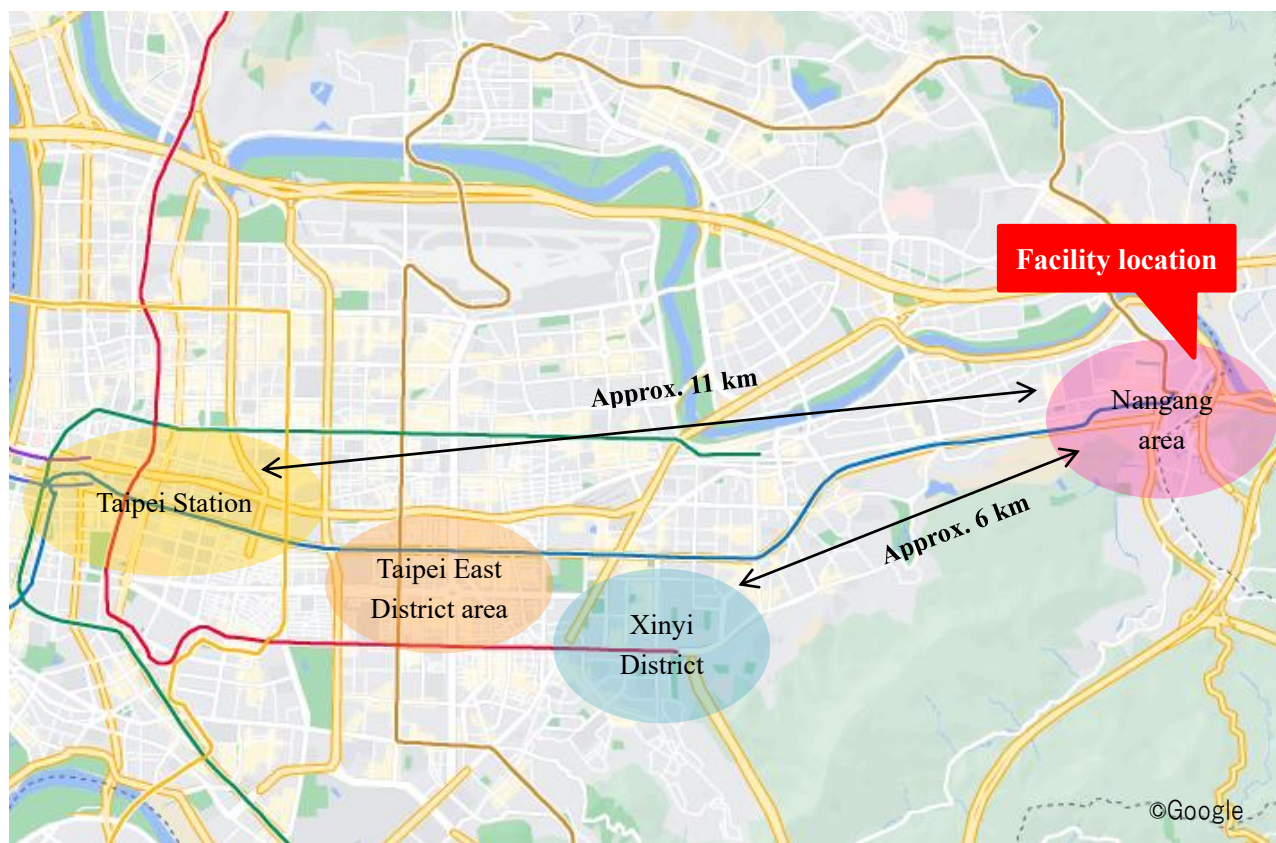 Facility location
Approx. 11 km
Nangang
area
Taipei Station
Approx. 6 km
Taipei East
District area
Xinyi
District
©Google